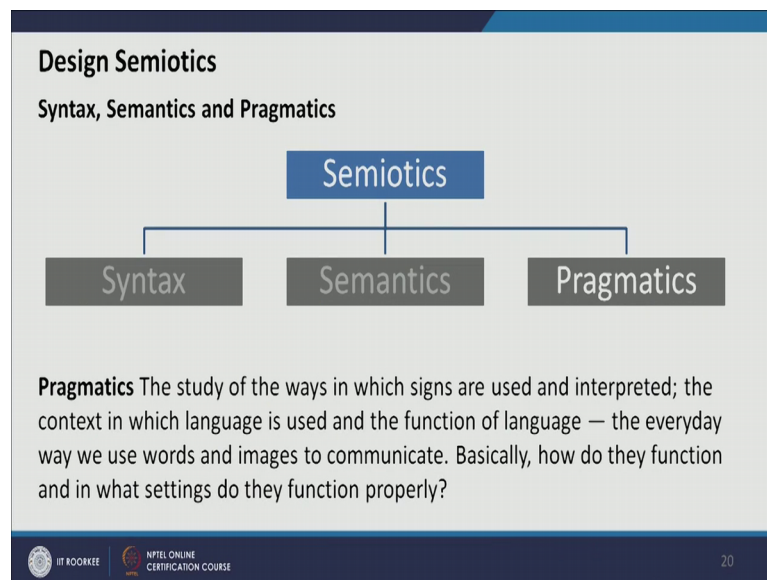 Design Semiotics
Syntax, Semantics and Pragmatics
Semiotics
Syntax
Semantics
Pragmatics
Pragmatics The study of the ways in which signs are used and interpreted; the
context in which language is used and the function of language — the everyday
way we use words and images to communicate. Basically, how do they function
and in what settings do they function properly?
IIT ROORKEE
NPTEL ONLINE
CERTIFICATION COURSE
20